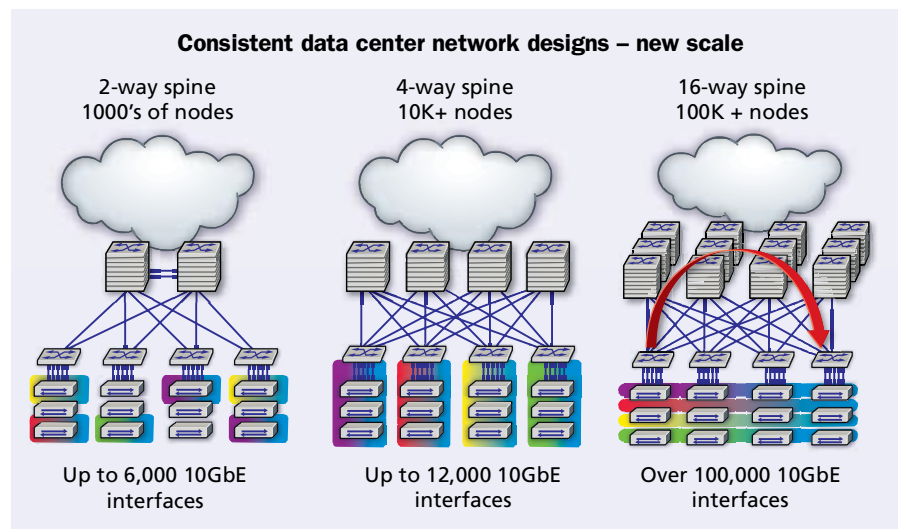 Consistent data center network designs – new scale
2-way spine
1000's of nodes
4-way spine
10K+ nodes
16-way spine
100K + nodes
Up to 6,000 10GbE
interfaces
Up to 12,000 10GbE
interfaces
Over 100,000 10GbE
interfaces